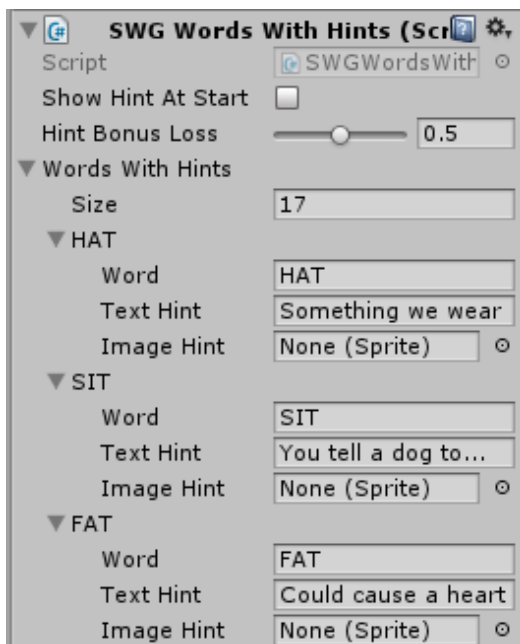 SWG Words With Hints (Scr
Script SWGWordsWith
Show Hint At Start
Hint Bonus Loss 0.5
Words With Hints
Size 17
HAT
Word HAT
Text Hint Something we wear
Image Hint None (Sprite)
SIT
Word SIT
Text Hint You tell a dog to...
Image Hint None (Sprite)
FAT
Word FAT
Text Hint Could cause a heart
Image Hint None (Sprite)